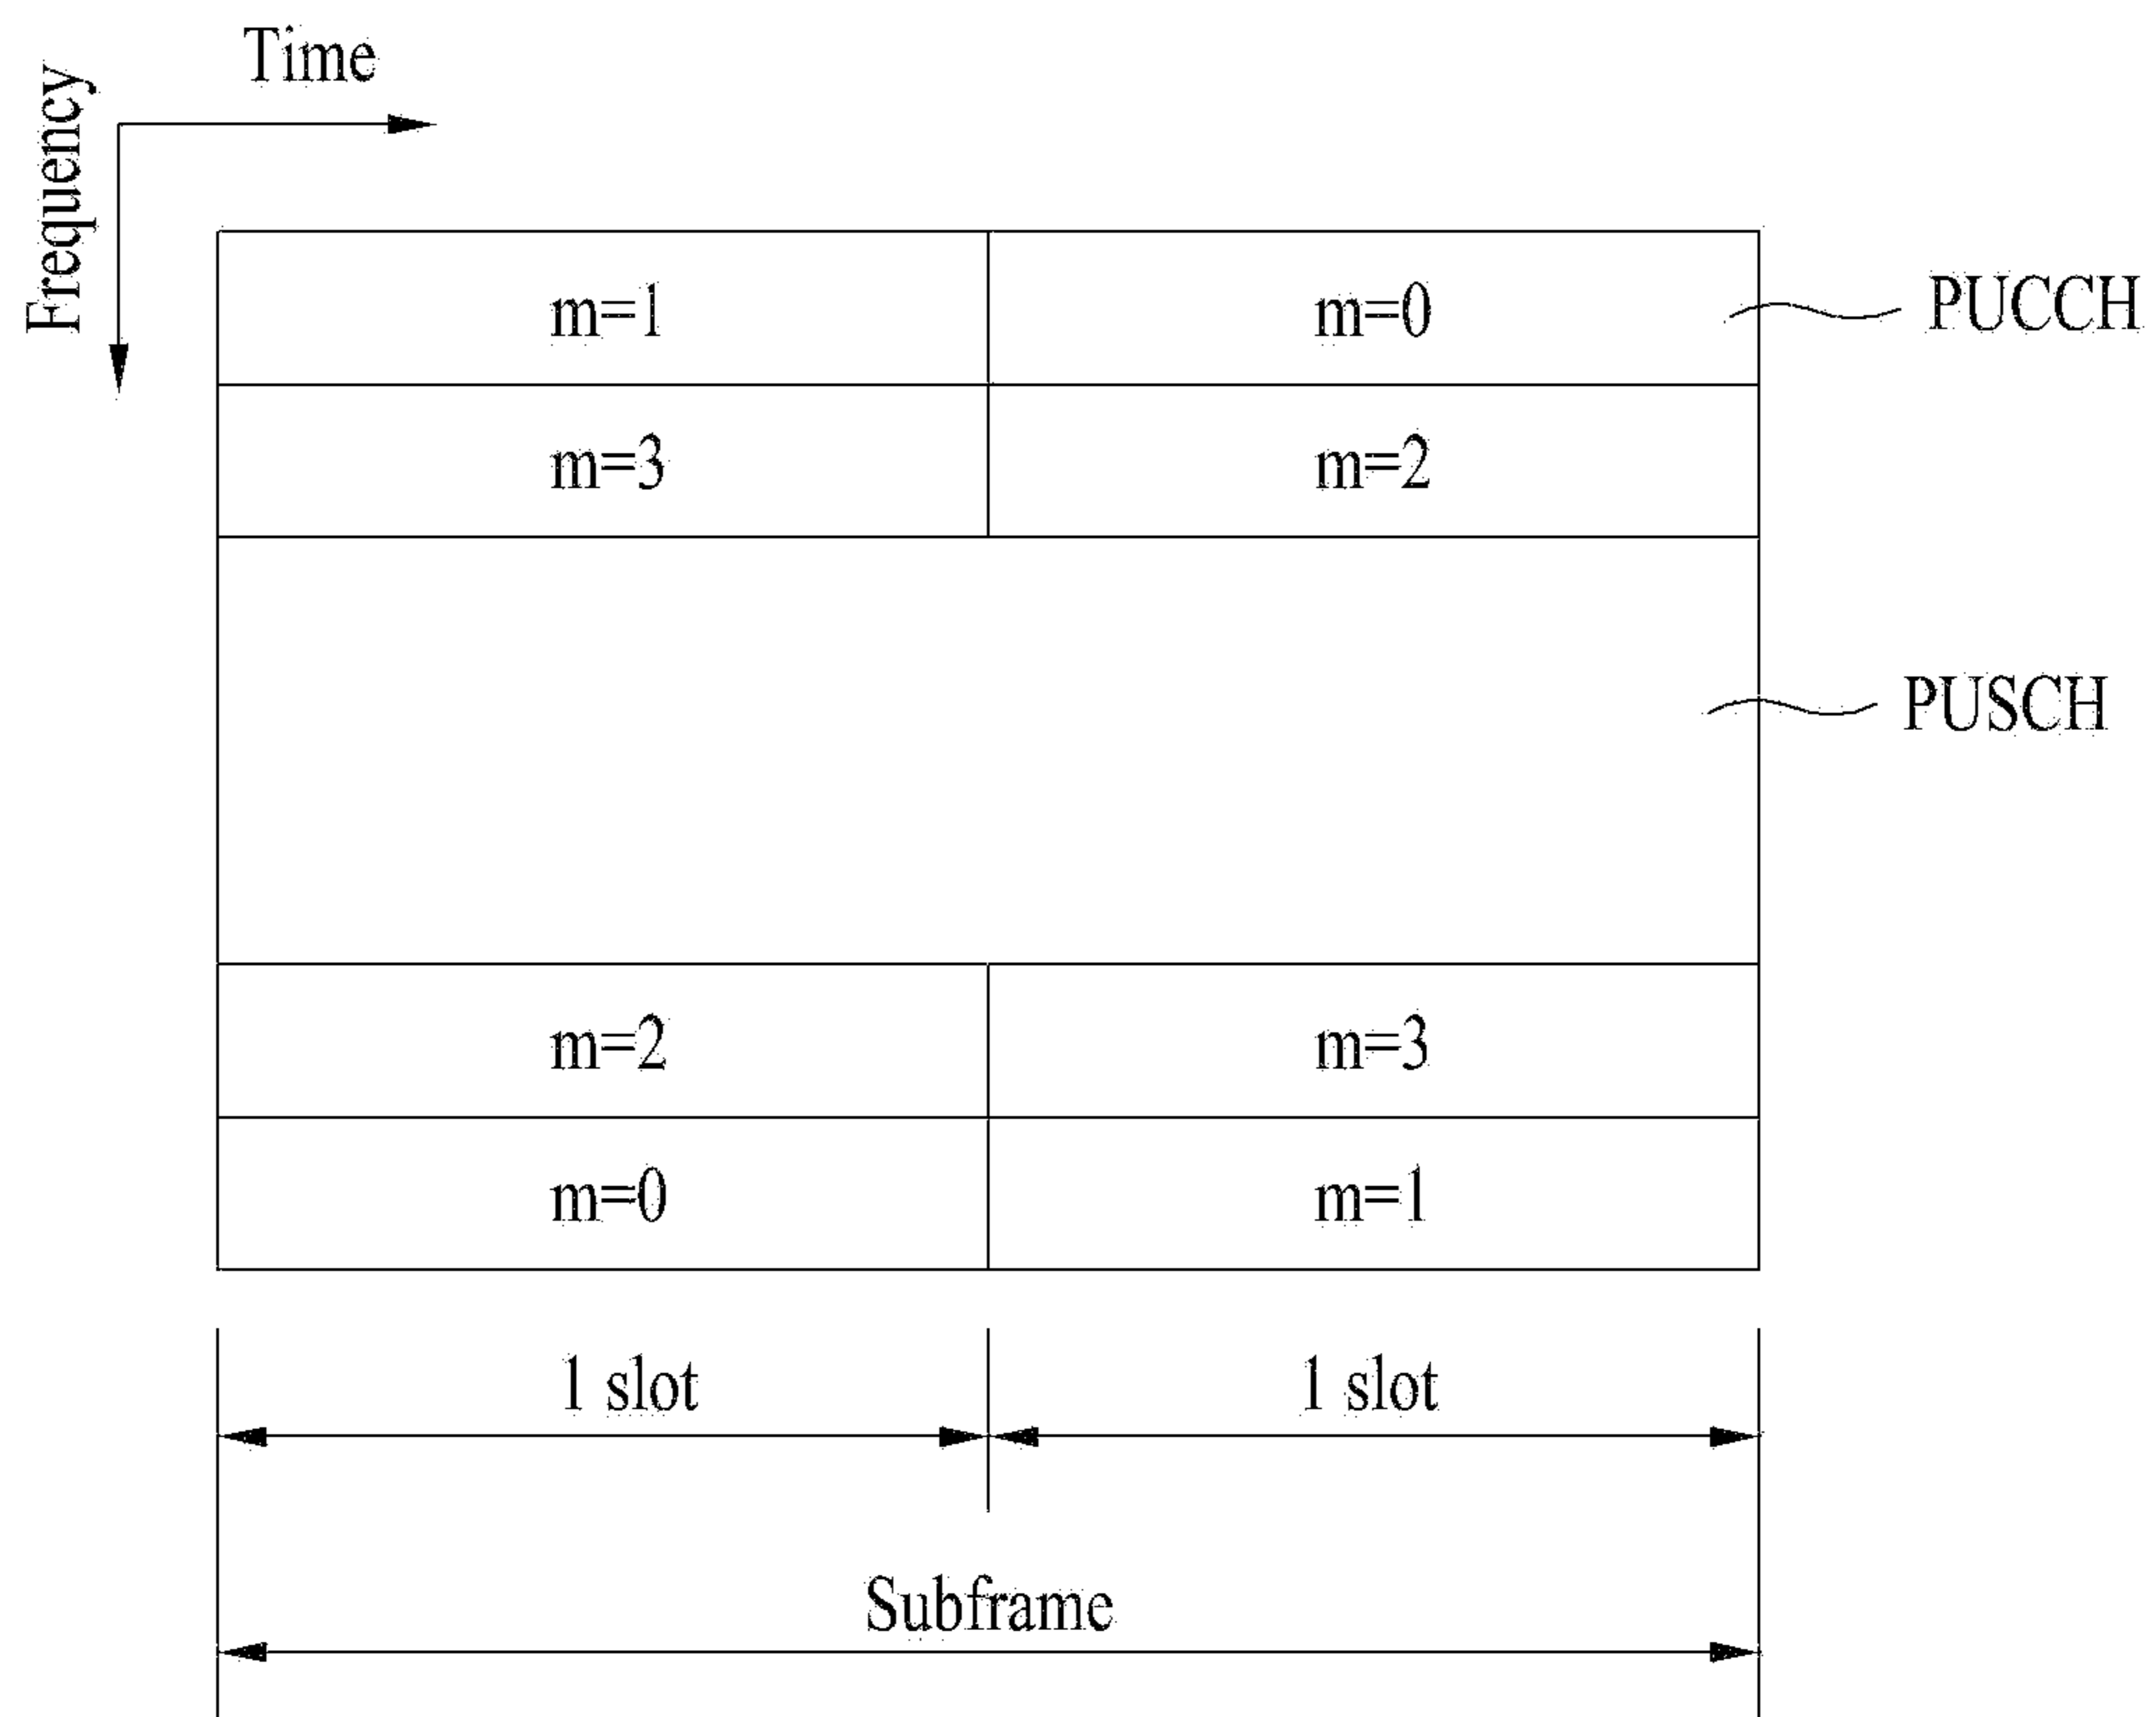 Time
Frequency
m=1 m=0 PUCCH
m=3 m=2
PUSCH
m=2 m=3
m=0 m=1
1 slot 1 slot
Subframe